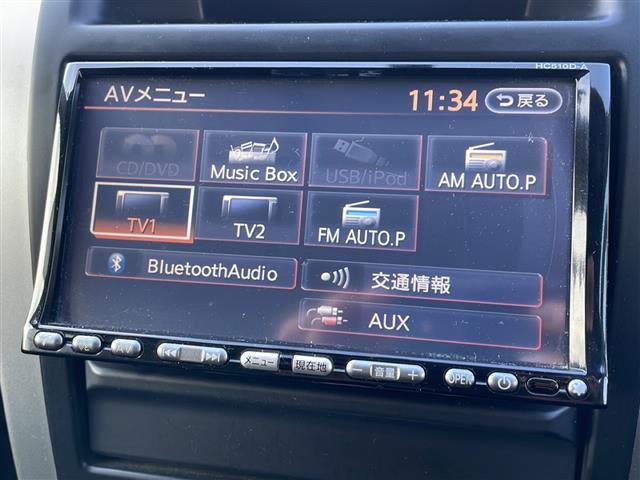 HC510D-A
AVメニュー 11:34 戻る
CD/DVD Music Box USB/iPod AM AUTO.P
TV1 TV2 FM AUTO.P
BluetoothAudio 交通情報
AUX
AV メニュー 現在地 − 音量 + OPEN